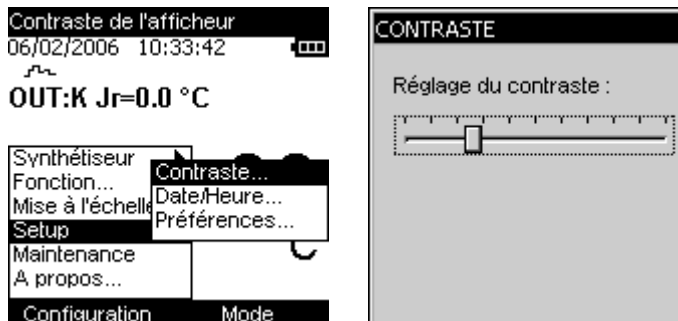 Contraste de l'afficheur
06/02/2006 10:33:42
OUT:K Jr=0.0 °C
Synthétiseur
Fonction...
Mise à l'échelle
Setup
Maintenance
A propos...
Contraste...
Date/Heure...
Préférences...
Configuration Mode
CONTRASTE
Réglage du contraste :